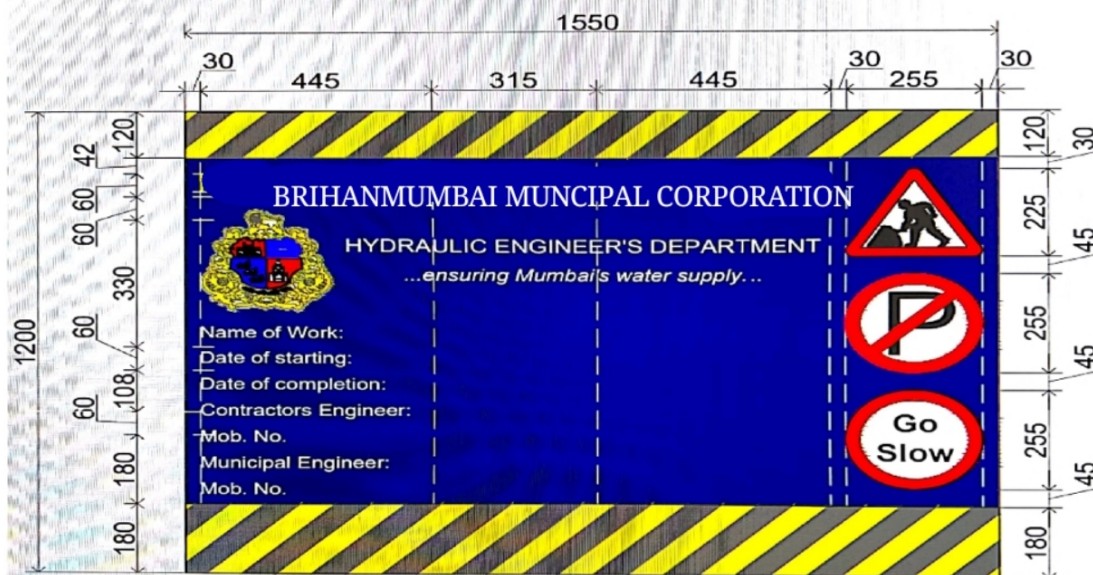 1550
30 445 315 445 30 255 30
120
42
60
60
330
60
108
60
180
180
1200
BRIHANMUMBAI MUNCIPAL CORPORATION
HYDRAULIC ENGINEER'S DEPARTMENT
...ensuring Mumbai's water supply...
Name of Work:
Date of starting:
Date of completion:
Contractors Engineer:
Mob. No.
Municipal Engineer:
Mob. No.
P
Go
Slow
120
30
225
45
255
45
255
45
180